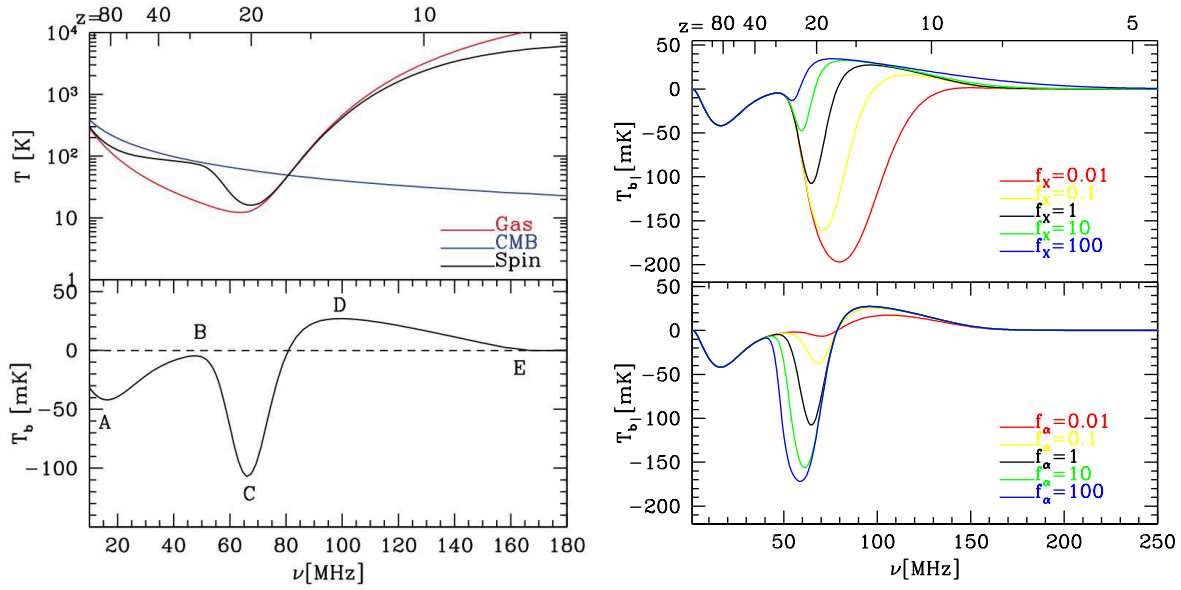 z= 80 40 20 10
10⁴
10³
10²
10
1
T [K]
Gas
CMB
Spin
50
0
−50
−100
T_b [mK]
A
B
C
D
E
20 40 60 80 100 120 140 160 180
ν[MHz]
z= 80 40 20 10 5
50
0
−50
−100
−150
−200
T_b| [mK]
f_X=0.01
f_X=0.1
f_X=1
f_X=10
f_X=100
50
0
−50
−100
−150
−200
T_b| [mK]
f_α=0.01
f_α=0.1
f_α=1
f_α=10
f_α=100
50 100 150 200 250
ν[MHz]